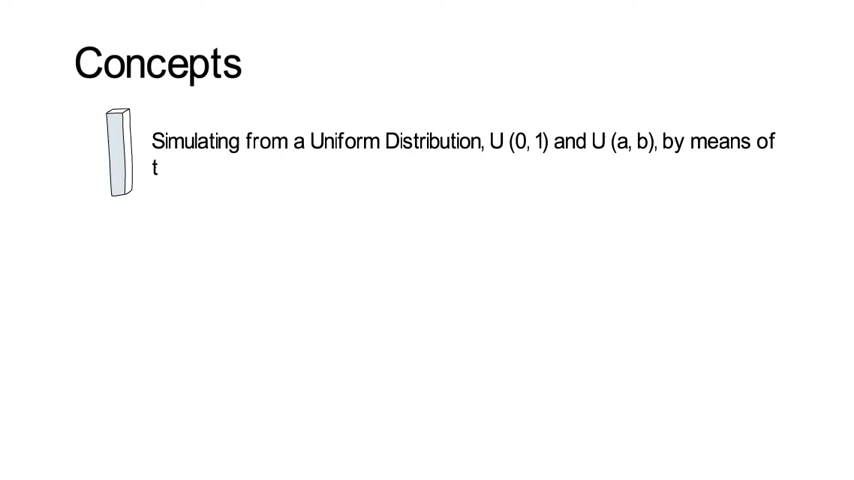 Concepts
Simulating from a Uniform Distribution, U (0, 1) and U (a, b), by means of
t